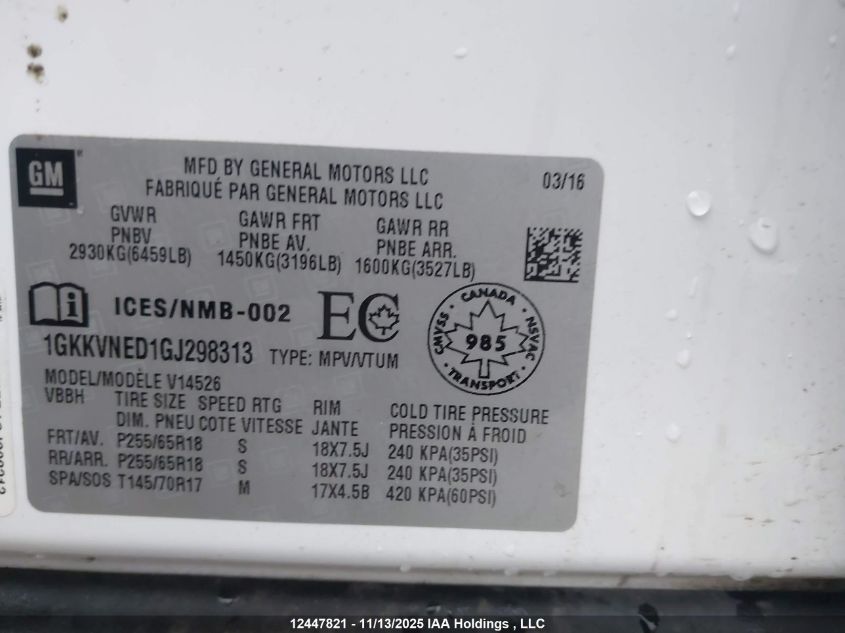 GM
MFD BY GENERAL MOTORS LLC
FABRIQUÉ PAR GENERAL MOTORS LLC
03/16
GVWR GAWR FRT GAWR RR
PNBV PNBE AV. PNBE ARR.
2930KG(6459LB) 1450KG(3196LB) 1600KG(3527LB)
i ICES/NMB-002 EC
CANADA
CMVSS 985 NSVAC
TRANSPORT
1GKKVNED1GJ298313 TYPE: MPV/VTUM
MODEL/MODÈLE V14526
VBBH TIRE SIZE SPEED RTG RIM COLD TIRE PRESSURE
DIM. PNEU COTE VITESSE JANTE PRESSION À FROID
FRT/AV. P255/65R18 S 18X7.5J 240 KPA(35PSI)
RR/ARR. P255/65R18 S 18X7.5J 240 KPA(35PSI)
SPA/SOS T145/70R17 M 17X4.5B 420 KPA(60PSI)
12447821 - 11/13/2025 IAA Holdings , LLC